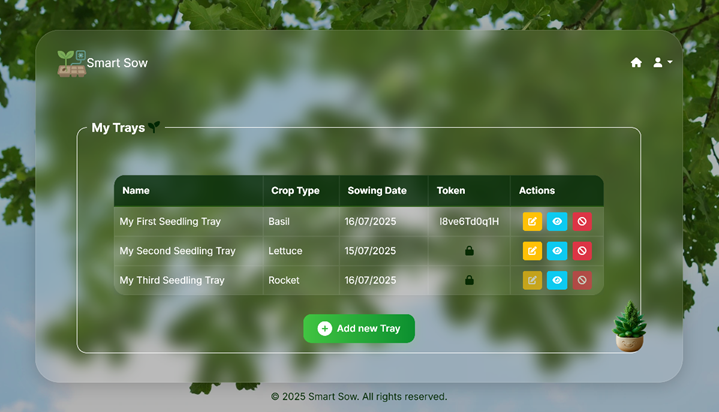 Smart Sow
My Trays
Name Crop Type Sowing Date Token Actions
My First Seedling Tray Basil 16/07/2025 I8ve6Td0q1H
My Second Seedling Tray Lettuce 15/07/2025
My Third Seedling Tray Rocket 16/07/2025
Add new Tray
© 2025 Smart Sow. All rights reserved.